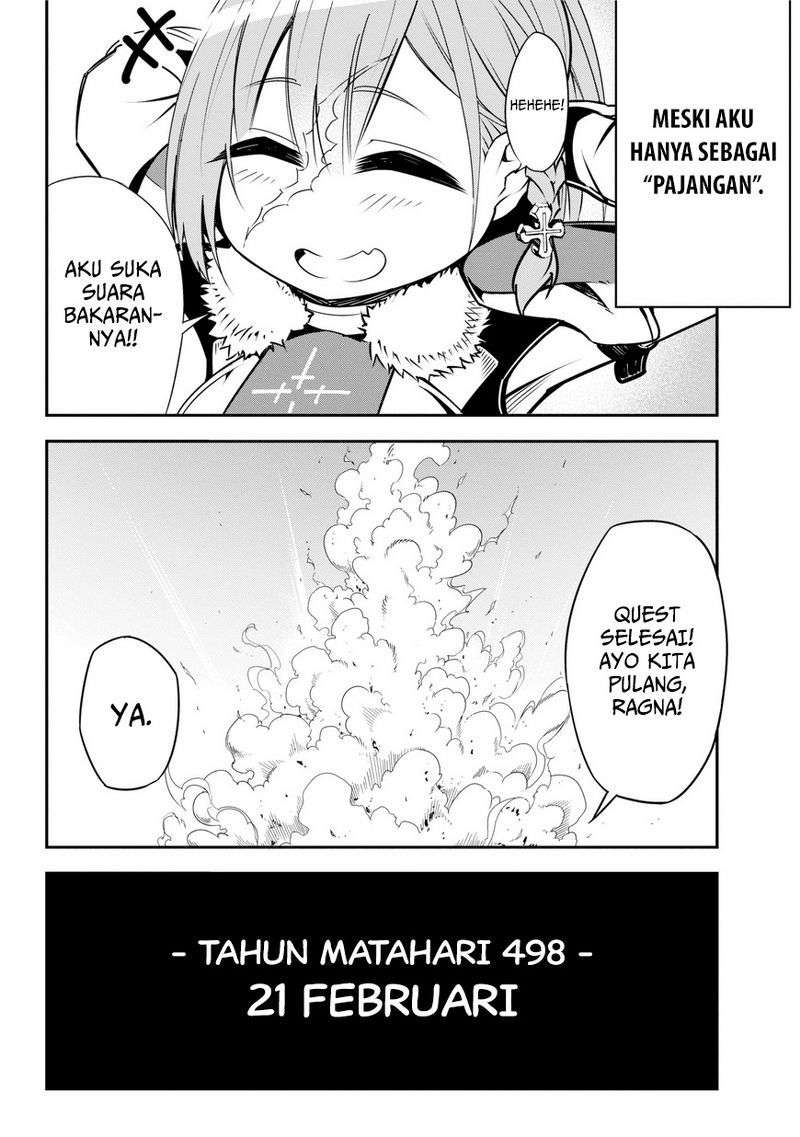 MESKI AKU
HANYA SEBAGAI
“PAJANGAN”.
HEHEHE!
AKU SUKA
SUARA
BAKARAN-
NYA!!
QUEST
SELESAI!
AYO KITA
PULANG,
RAGNA!
YA.
- TAHUN MATAHARI 498 -
21 FEBRUARI